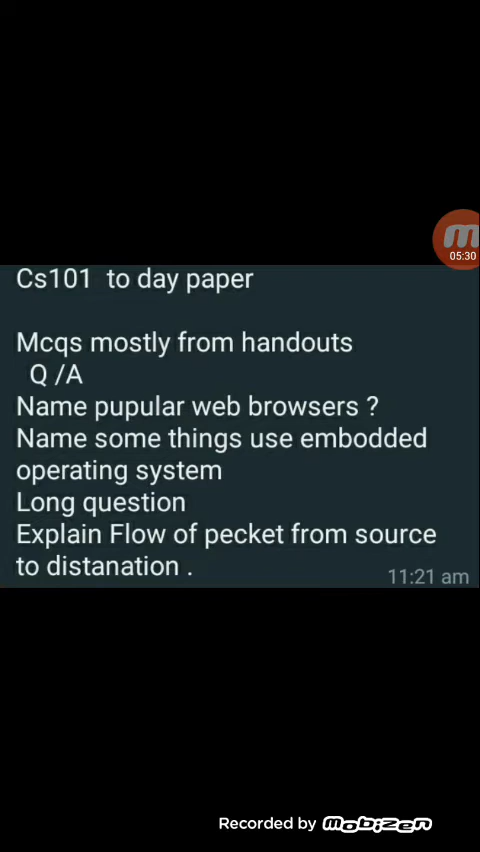 05:30
Cs101 to day paper
Mcqs mostly from handouts
Q /A
Name pupular web browsers ?
Name some things use embodded
operating system
Long question
Explain Flow of pecket from source
to distanation .
11:21 am
Recorded by mobizen